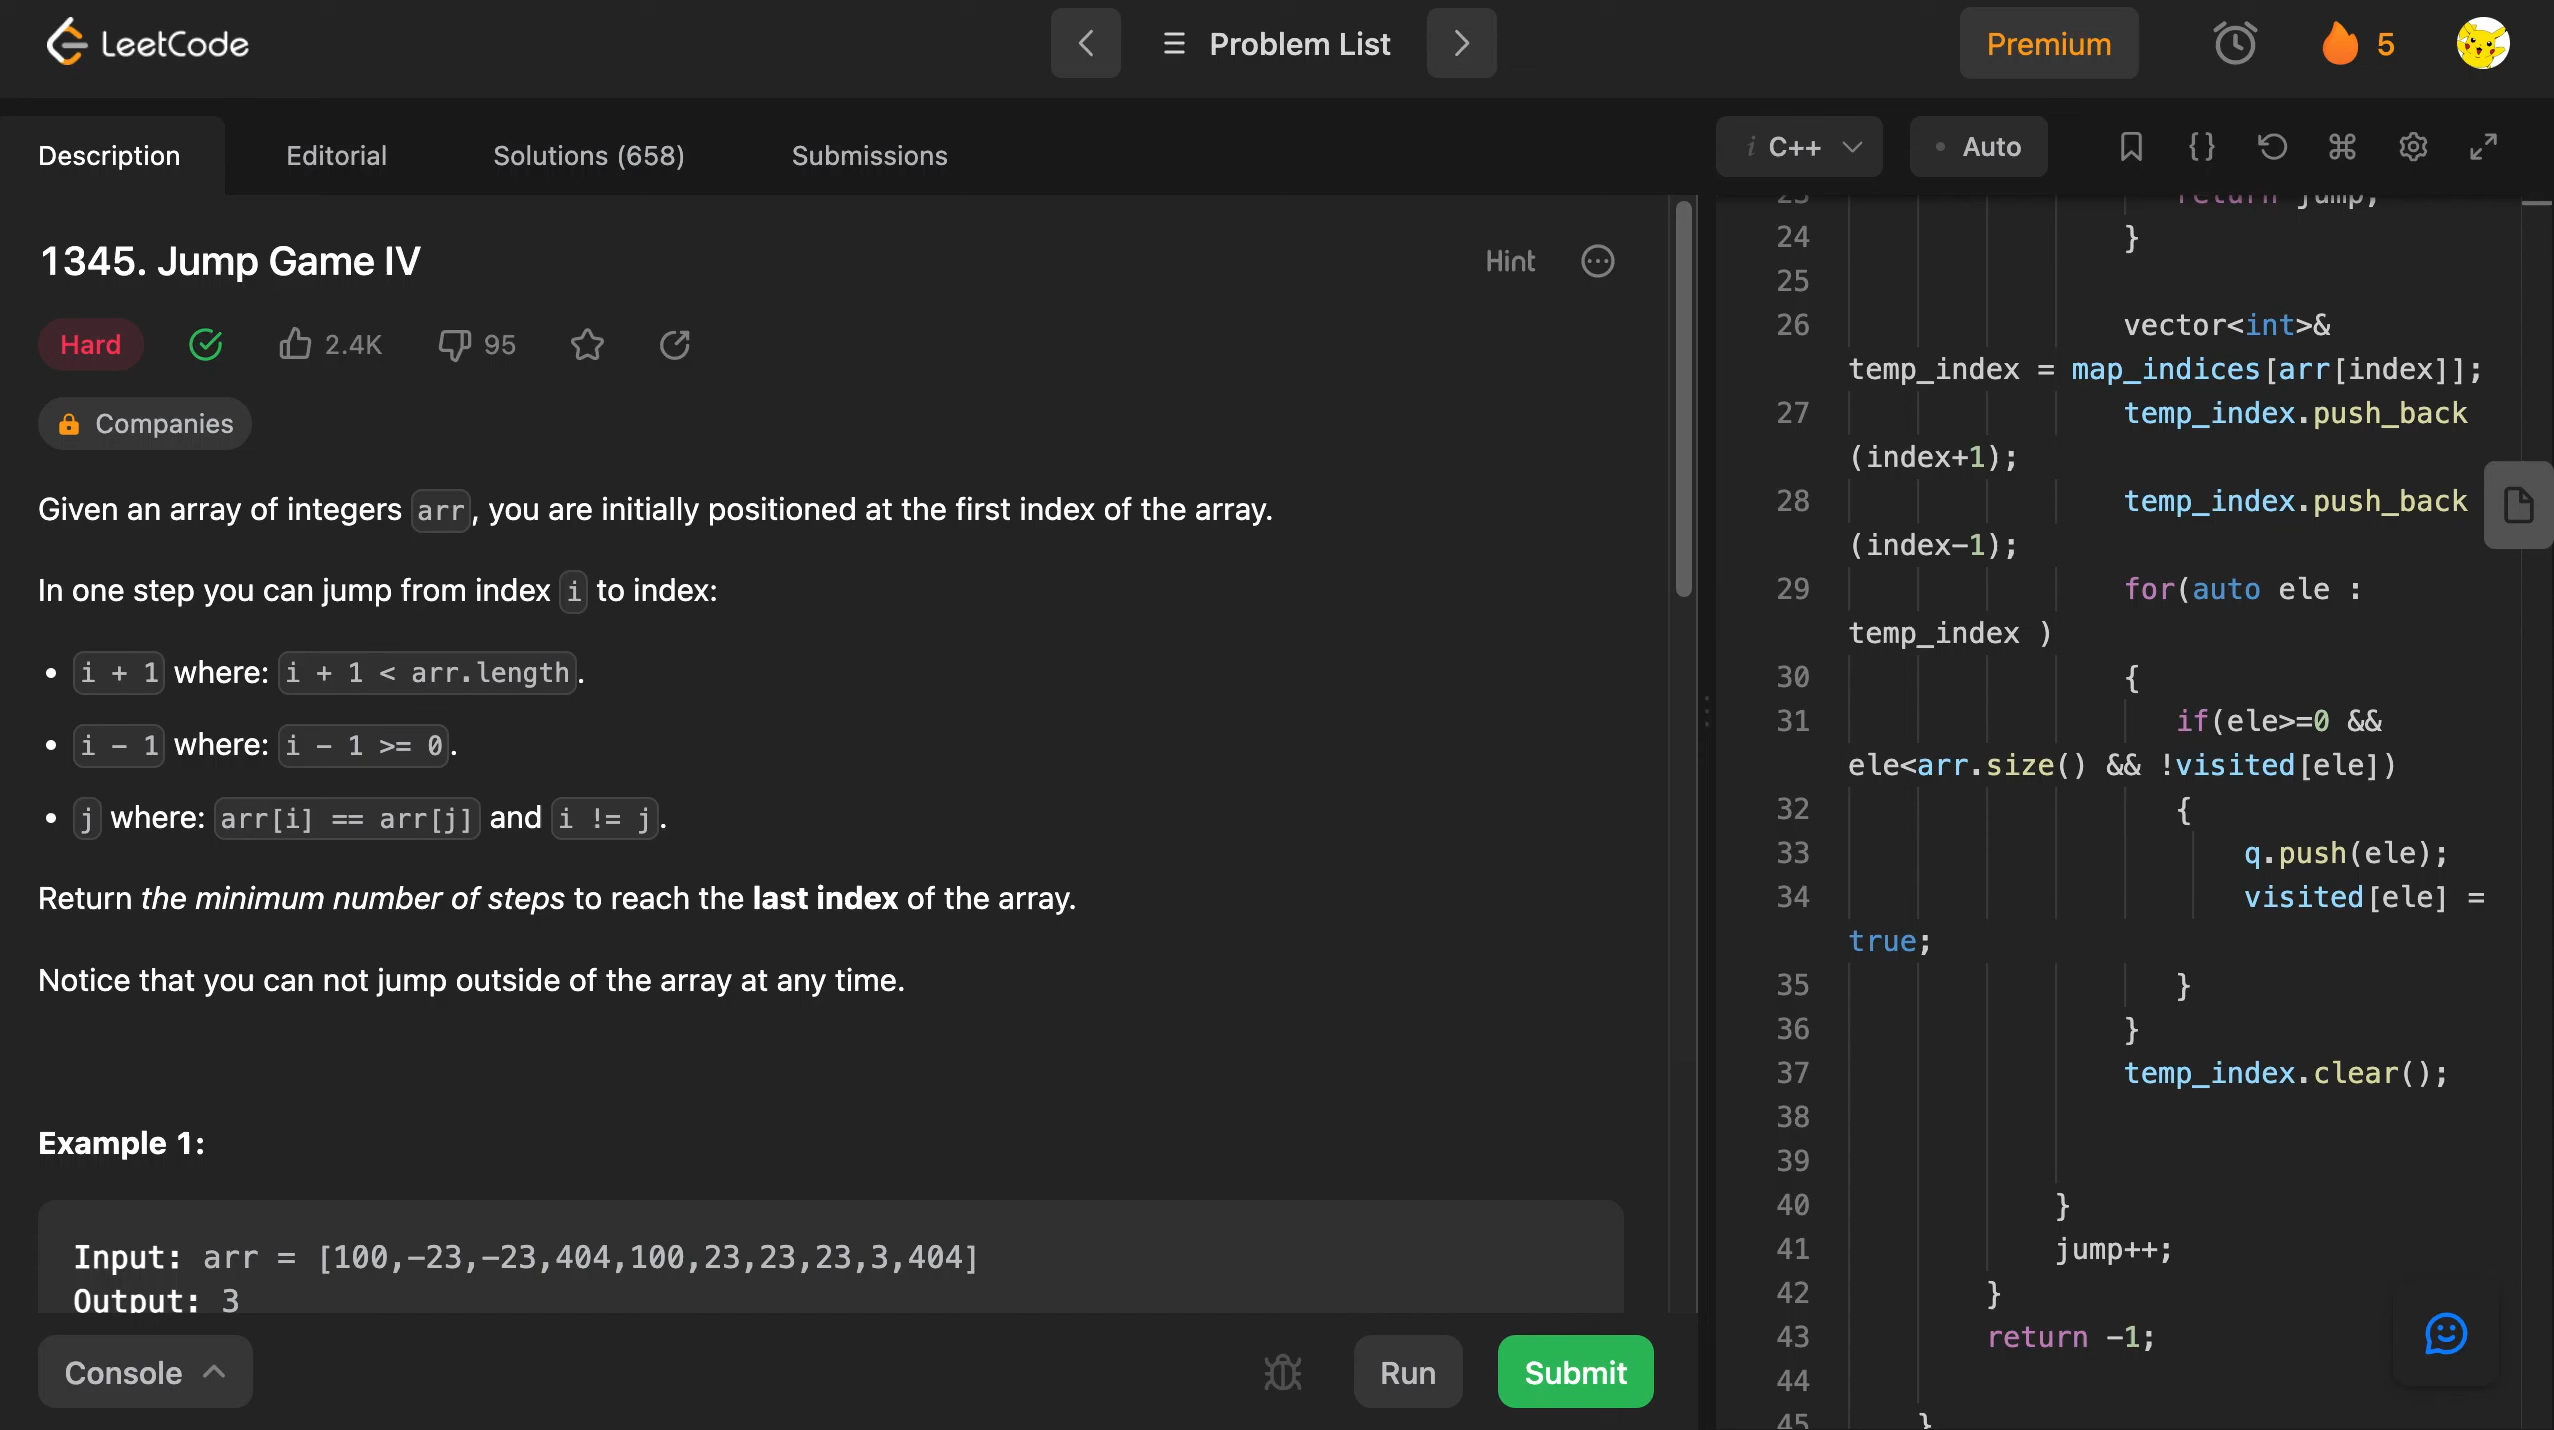 LeetCode
Problem List
Premium
5
Description
Editorial
Solutions (658)
Submissions
1345. Jump Game IV
Hint
Hard
2.4K
95
Companies
Given an array of integers arr, you are initially positioned at the first index of the array.
In one step you can jump from index i to index:
• i + 1 where: i + 1 < arr.length.
• i - 1 where: i - 1 >= 0.
• j where: arr[i] == arr[j] and i != j.
Return the minimum number of steps to reach the last index of the array.
Notice that you can not jump outside of the array at any time.
Example 1:
Input: arr = [100,-23,-23,404,100,23,23,23,3,404]
Output: 3
Console
Run
Submit
i C++
• Auto
23 return jump;
24 }
25
26 vector<int>&
temp_index = map_indices[arr[index]];
27 temp_index.push_back
(index+1);
28 temp_index.push_back
(index-1);
29 for(auto ele :
temp_index )
30 {
31 if(ele>=0 &&
ele<arr.size() && !visited[ele])
32 {
33 q.push(ele);
34 visited[ele] =
true;
35 }
36 }
37 temp_index.clear();
38
39
40 }
41 jump++;
42 }
43 return -1;
44
45 }